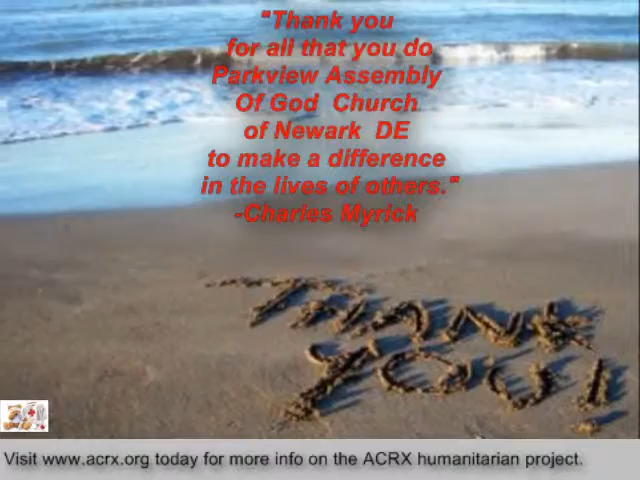 "Thank you
for all that you do
Parkview Assembly
Of God Church
of Newark DE
to make a difference
in the lives of others."
-Charles Myrick
THANK
YOU!
Visit www.acrx.org today for more info on the ACRX humanitarian project.